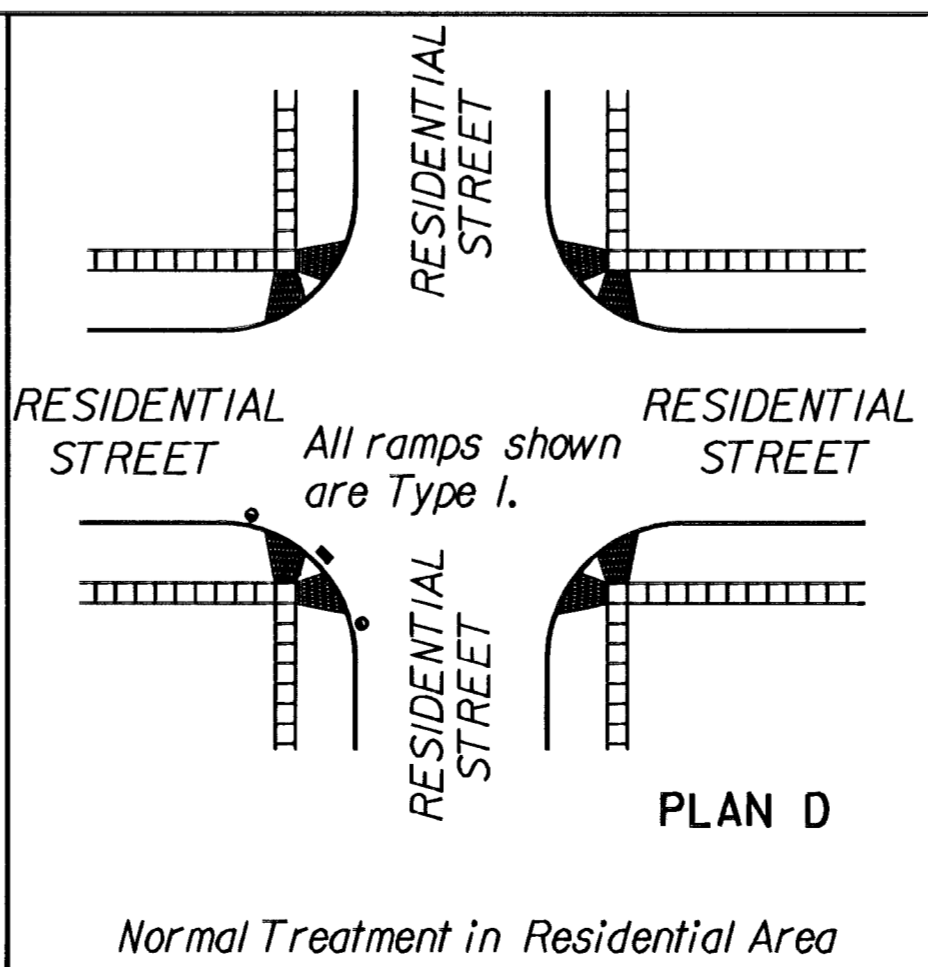 RESIDENTIAL
STREET
RESIDENTIAL
STREET
RESIDENTIAL
STREET
All ramps shown
are Type I.
RESIDENTIAL
STREET
PLAN D
Normal Treatment in Residential Area